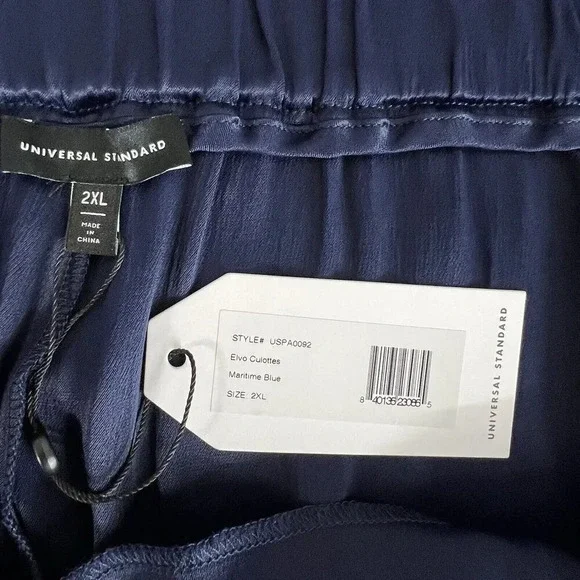 UNIVERSAL STANDARD
2XL
MADE
IN
CHINA
STYLE# USPA0092
Elvo Culottes
Maritime Blue
SIZE: 2XL
8 40135 23085 5
UNIVERSAL STANDARD